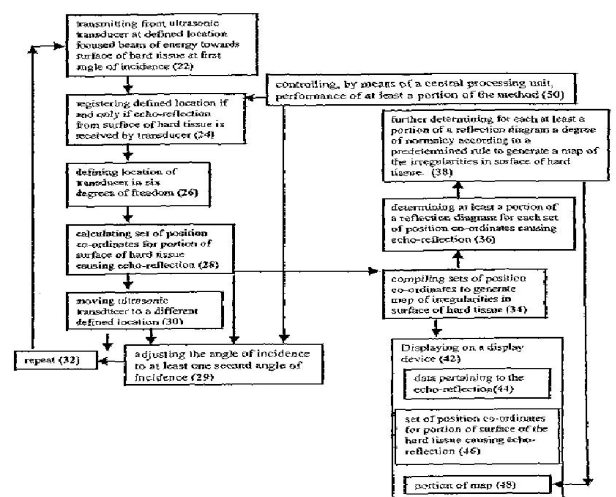 transmitting from ultrasonic
transducer at defined location
focused beam of energy towards
surface of hard tissue at first
angle of incidence (22)
controlling, by means of a central processing unit,
performance of at least a portion of the method (50)
registering defined location if
and only if echo-reflection
from surface of hard tissue is
received by transducer (24)
defining location of
transducer in six
degrees of freedom (26)
calculating set of position
co-ordinates for portion of
surface of hard tissue
causing echo-reflection (28)
moving ultrasonic
transducer to a different
defined location (30)
repeat (32)
adjusting the angle of incidence
to at least one second angle of
incidence (29)
further determining for each at least a
portion of a reflection diagram a degree
of normalcy according to a
predetermined rule to generate a map
of the irregularities in surface of hard
tissue. (38)
determining at least a portion of
a reflection diagram for each set
of position co-ordinates causing
echo-reflection (36)
compiling sets of position
co-ordinates to generate
map of irregularities in
surface of hard tissue (34)
Displaying on a display
device (42)
data pertaining to the
echo-reflection(44)
set of position co-ordinates
for portion of surface of the
hard tissue causing echo-
reflection (46)
portion of map (48)